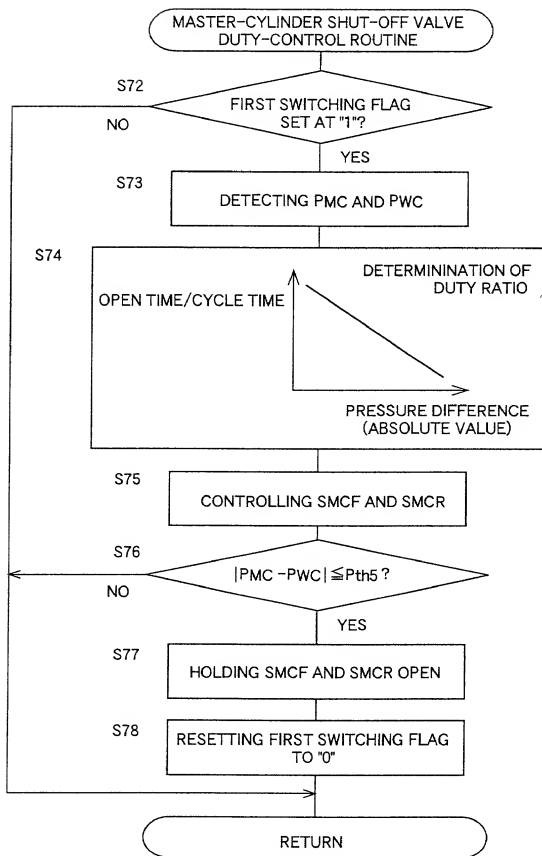 MASTER-CYLINDER SHUT-OFF VALVE
DUTY-CONTROL ROUTINE
S72
FIRST SWITCHING FLAG
SET AT "1"?
NO
YES
S73
DETECTING PMC AND PWC
S74
DETERMININATION OF
DUTY RATIO
OPEN TIME/CYCLE TIME
PRESSURE DIFFERENCE
(ABSOLUTE VALUE)
S75
CONTROLLING SMCF AND SMCR
S76
|PMC -PWC| ≦Pth5 ?
NO
YES
S77
HOLDING SMCF AND SMCR OPEN
S78
RESETTING FIRST SWITCHING FLAG
TO "0"
RETURN